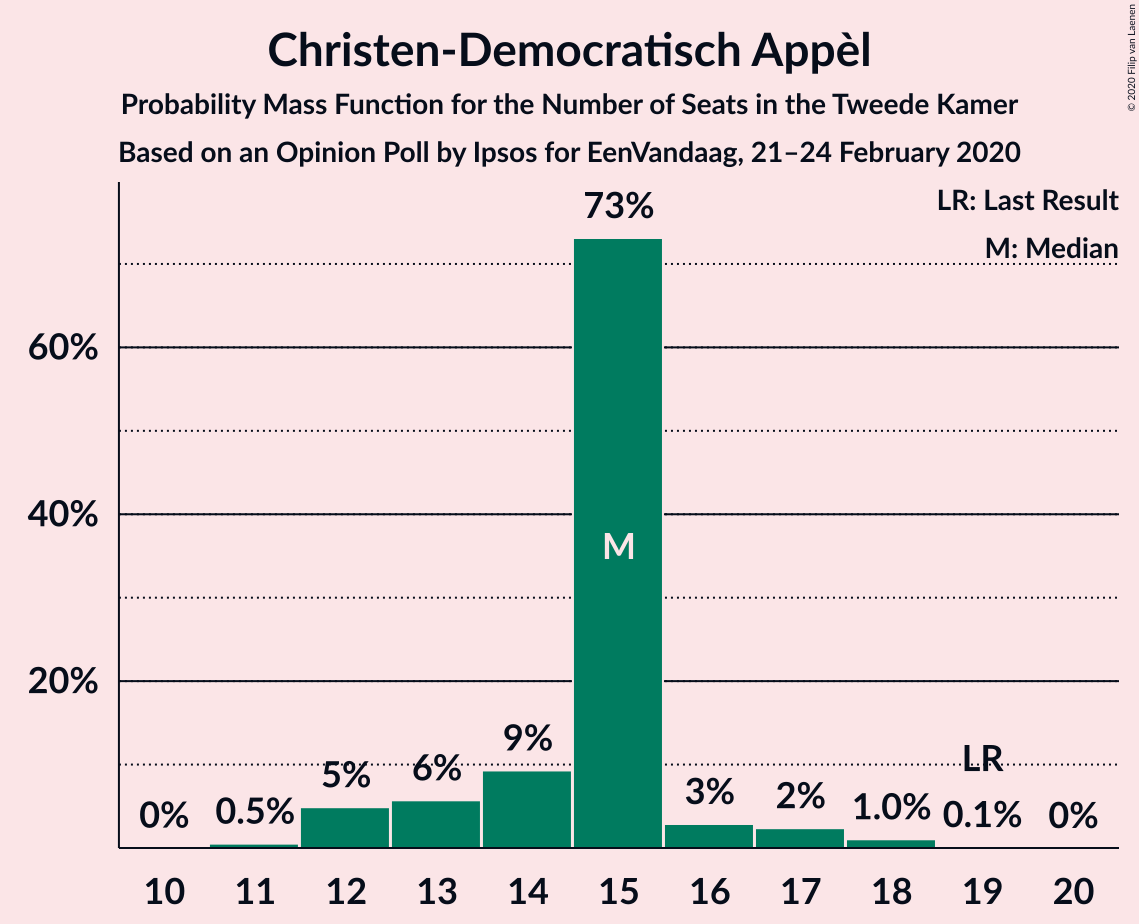 Christen-Democratisch Appèl
Probability Mass Function for the Number of Seats in the Tweede Kamer
Based on an Opinion Poll by Ipsos for EenVandaag, 21–24 February 2020
© 2020 Filip van Laenen
LR: Last Result
M: Median
73%
60%
40%
M
20%
9%
LR
5%
6%
3%
2%
0%
0.5%
1.0%
0.1%
0%
10 11 12 13 14 15 16 17 18 19 20